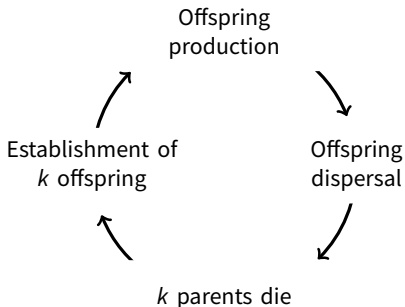 Offspring
production
Offspring
dispersal
k parents die
Establishment of
k offspring